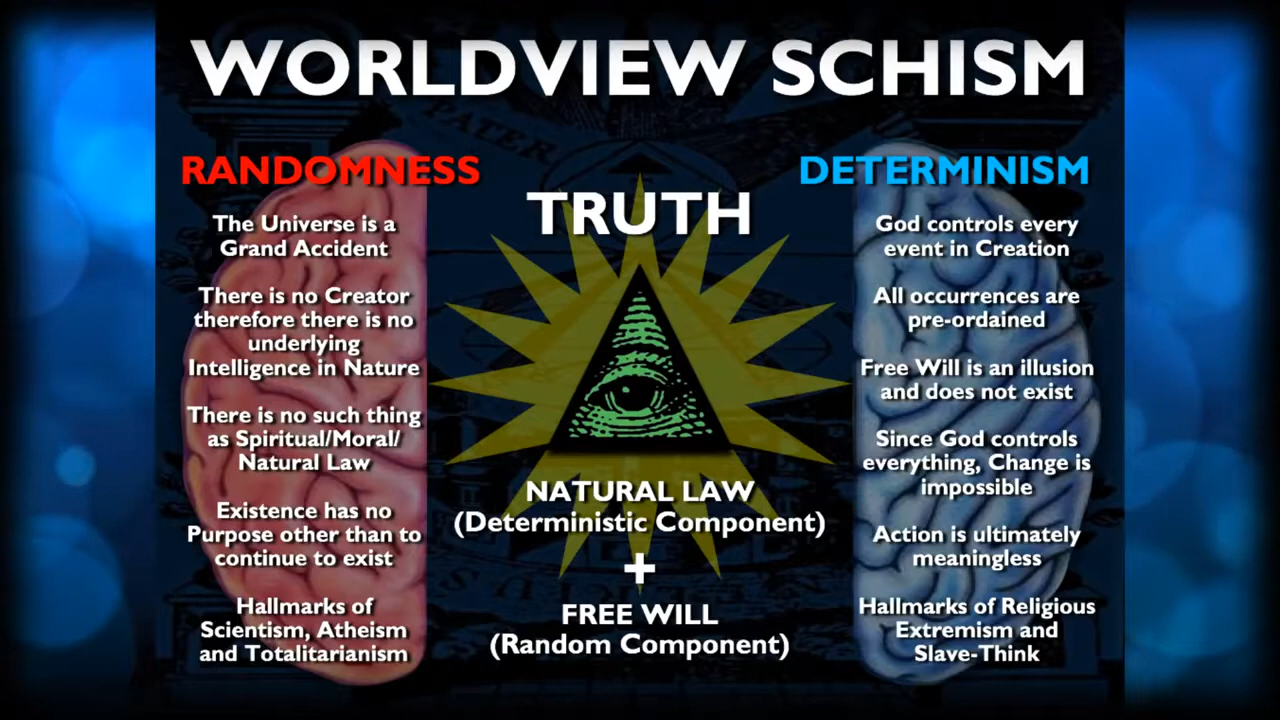 WORLDVIEW SCHISM
RANDOMNESS
The Universe is a
Grand Accident
There is no Creator
therefore there is no
underlying
Intelligence in Nature
There is no such thing
as Spiritual/Moral/
Natural Law
Existence has no
Purpose other than to
continue to exist
Hallmarks of
Scientism, Atheism
and Totalitarianism
TRUTH
NATURAL LAW
(Deterministic Component)
+
FREE WILL
(Random Component)
DETERMINISM
God controls every
event in Creation
All occurrences are
pre-ordained
Free Will is an illusion
and does not exist
Since God controls
everything, Change is
impossible
Action is ultimately
meaningless
Hallmarks of Religious
Extremism and
Slave-Think